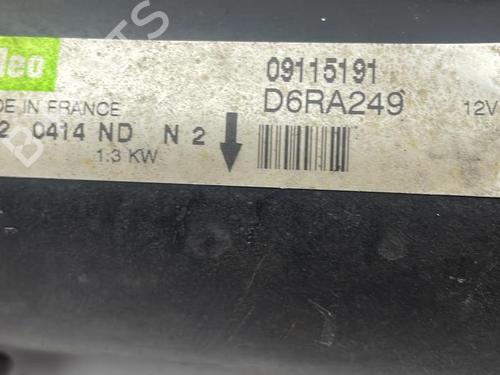 leo 09115191
DE IN FRANCE D6RA249 12V
2 0414 ND N 2
1.3 KW